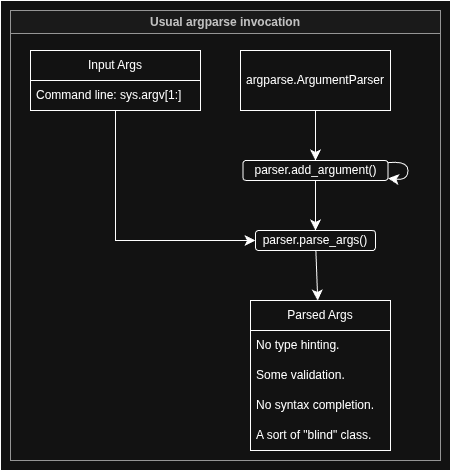 Usual argparse invocation
Input Args
Command line: sys.argv[1:]
argparse.ArgumentParser
parser.add_argument()
parser.parse_args()
Parsed Args
No type hinting.
Some validation.
No syntax completion.
A sort of "blind" class.